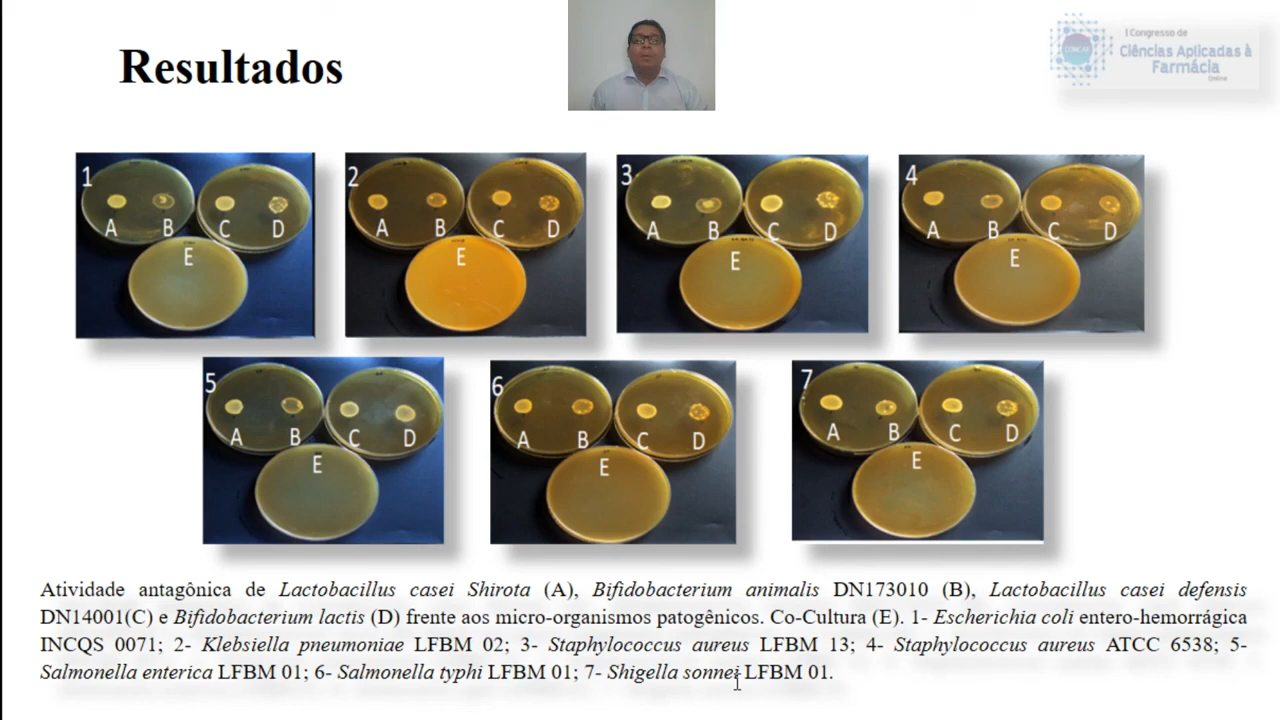 Resultados
I Congresso de
CONCAF
Ciências Aplicadas à
Farmácia
Online
1
A B C D
E
2
A B C D
E
3
A B C D
E
4
A B C D
E
5
A B C D
E
6
A B C D
E
7
A B C D
E
Atividade antagônica de Lactobacillus casei Shirota (A), Bifidobacterium animalis DN173010 (B), Lactobacillus casei defensis
DN14001(C) e Bifidobacterium lactis (D) frente aos micro-organismos patogênicos. Co-Cultura (E). 1- Escherichia coli entero-hemorrágica
INCQS 0071; 2- Klebsiella pneumoniae LFBM 02; 3- Staphylococcus aureus LFBM 13; 4- Staphylococcus aureus ATCC 6538; 5-
Salmonella enterica LFBM 01; 6- Salmonella typhi LFBM 01; 7- Shigella sonnei LFBM 01.